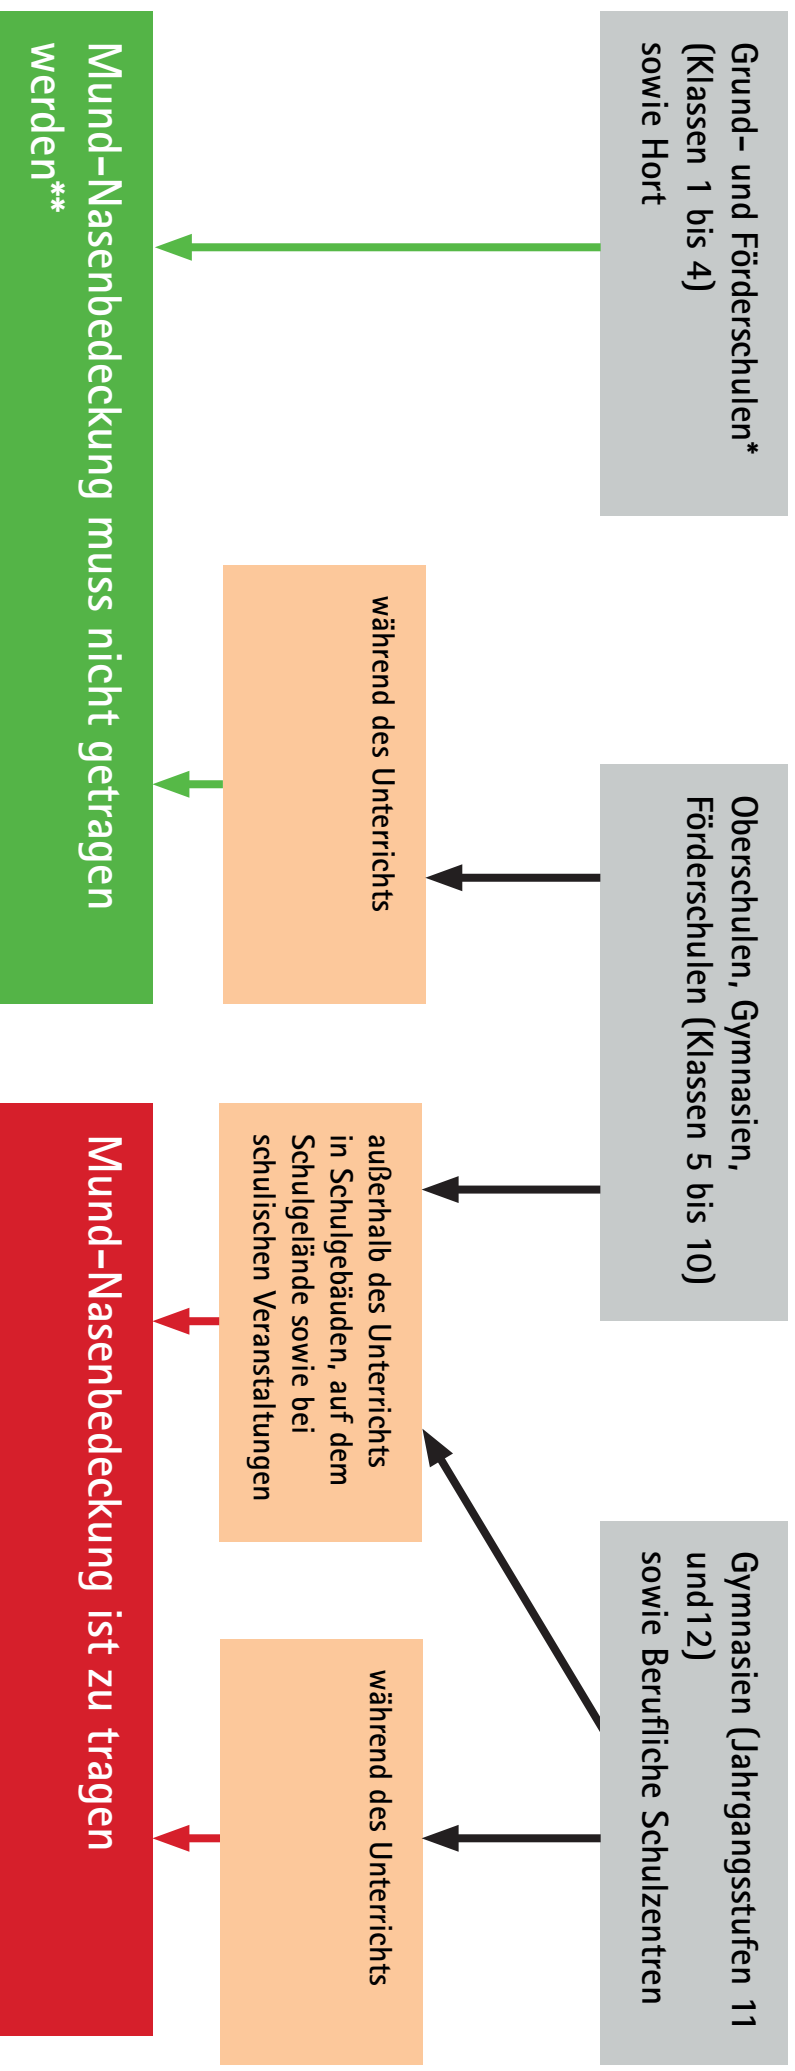 Grund- und Förderschulen*
(Klassen 1 bis 4)
sowie Hort
Oberschulen, Gymnasien,
Förderschulen (Klassen 5 bis 10)
Gymnasien (Jahrgangsstufen 11
und12)
sowie Berufliche Schulzentren
während des Unterrichts
außerhalb des Unterrichts
in Schulgebäuden, auf dem
Schulgelände sowie bei
schulischen Veranstaltungen
während des Unterrichts
Mund-Nasenbedeckung muss nicht getragen
werden**
Mund-Nasenbedeckung ist zu tragen